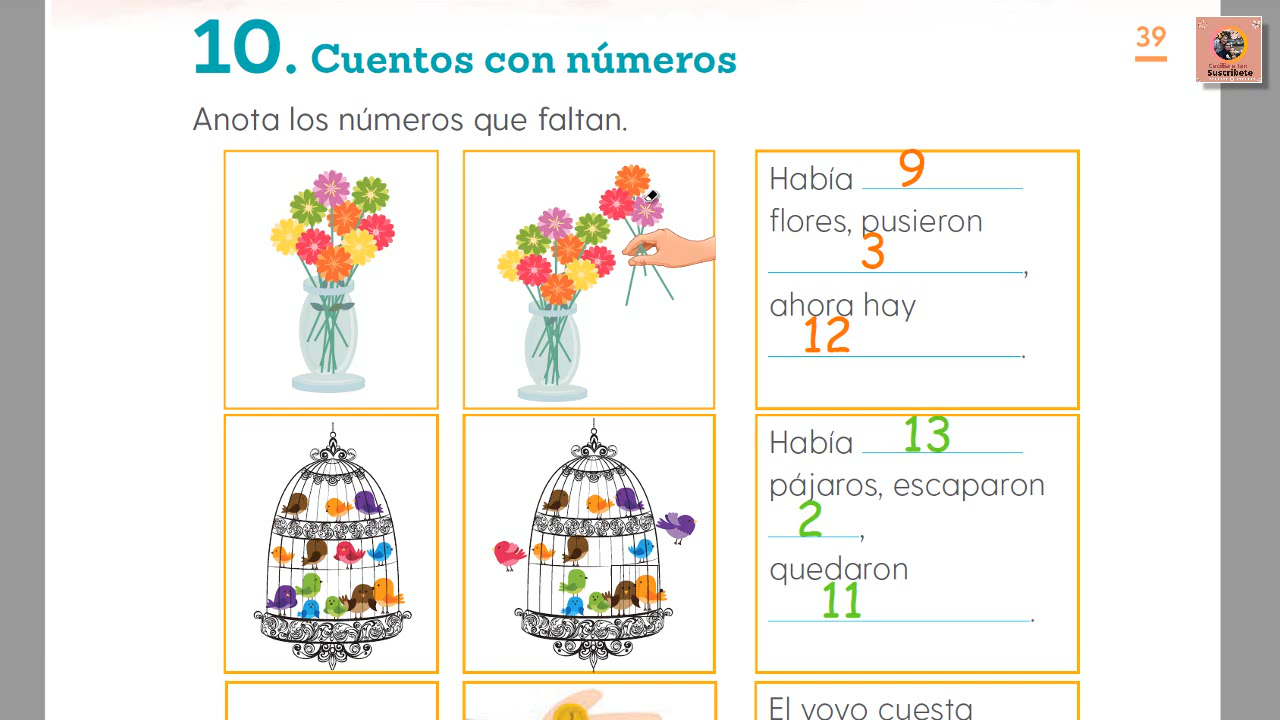 10. Cuentos con números
39
Suscríbete
Anota los números que faltan.
Había 9
flores, pusieron
3,
ahora hay
12.
Había 13
pájaros, escaparon
2,
quedaron
11.
El yoyo cuesta